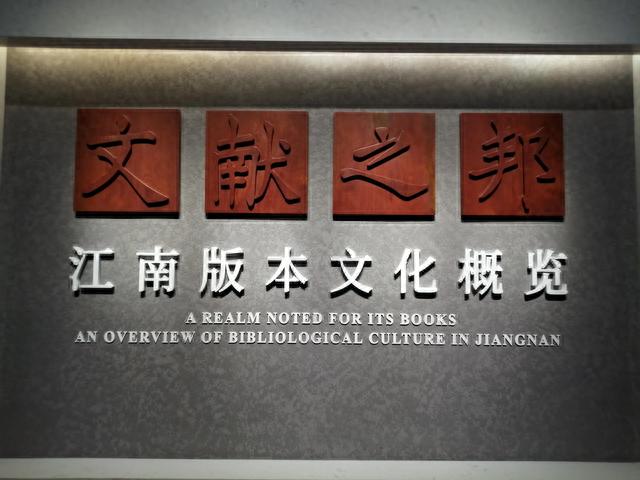 文献之邦
江南版本文化概览
A REALM NOTED FOR ITS BOOKS
AN OVERVIEW OF BIBLIOLOGICAL CULTURE IN JIANGNAN